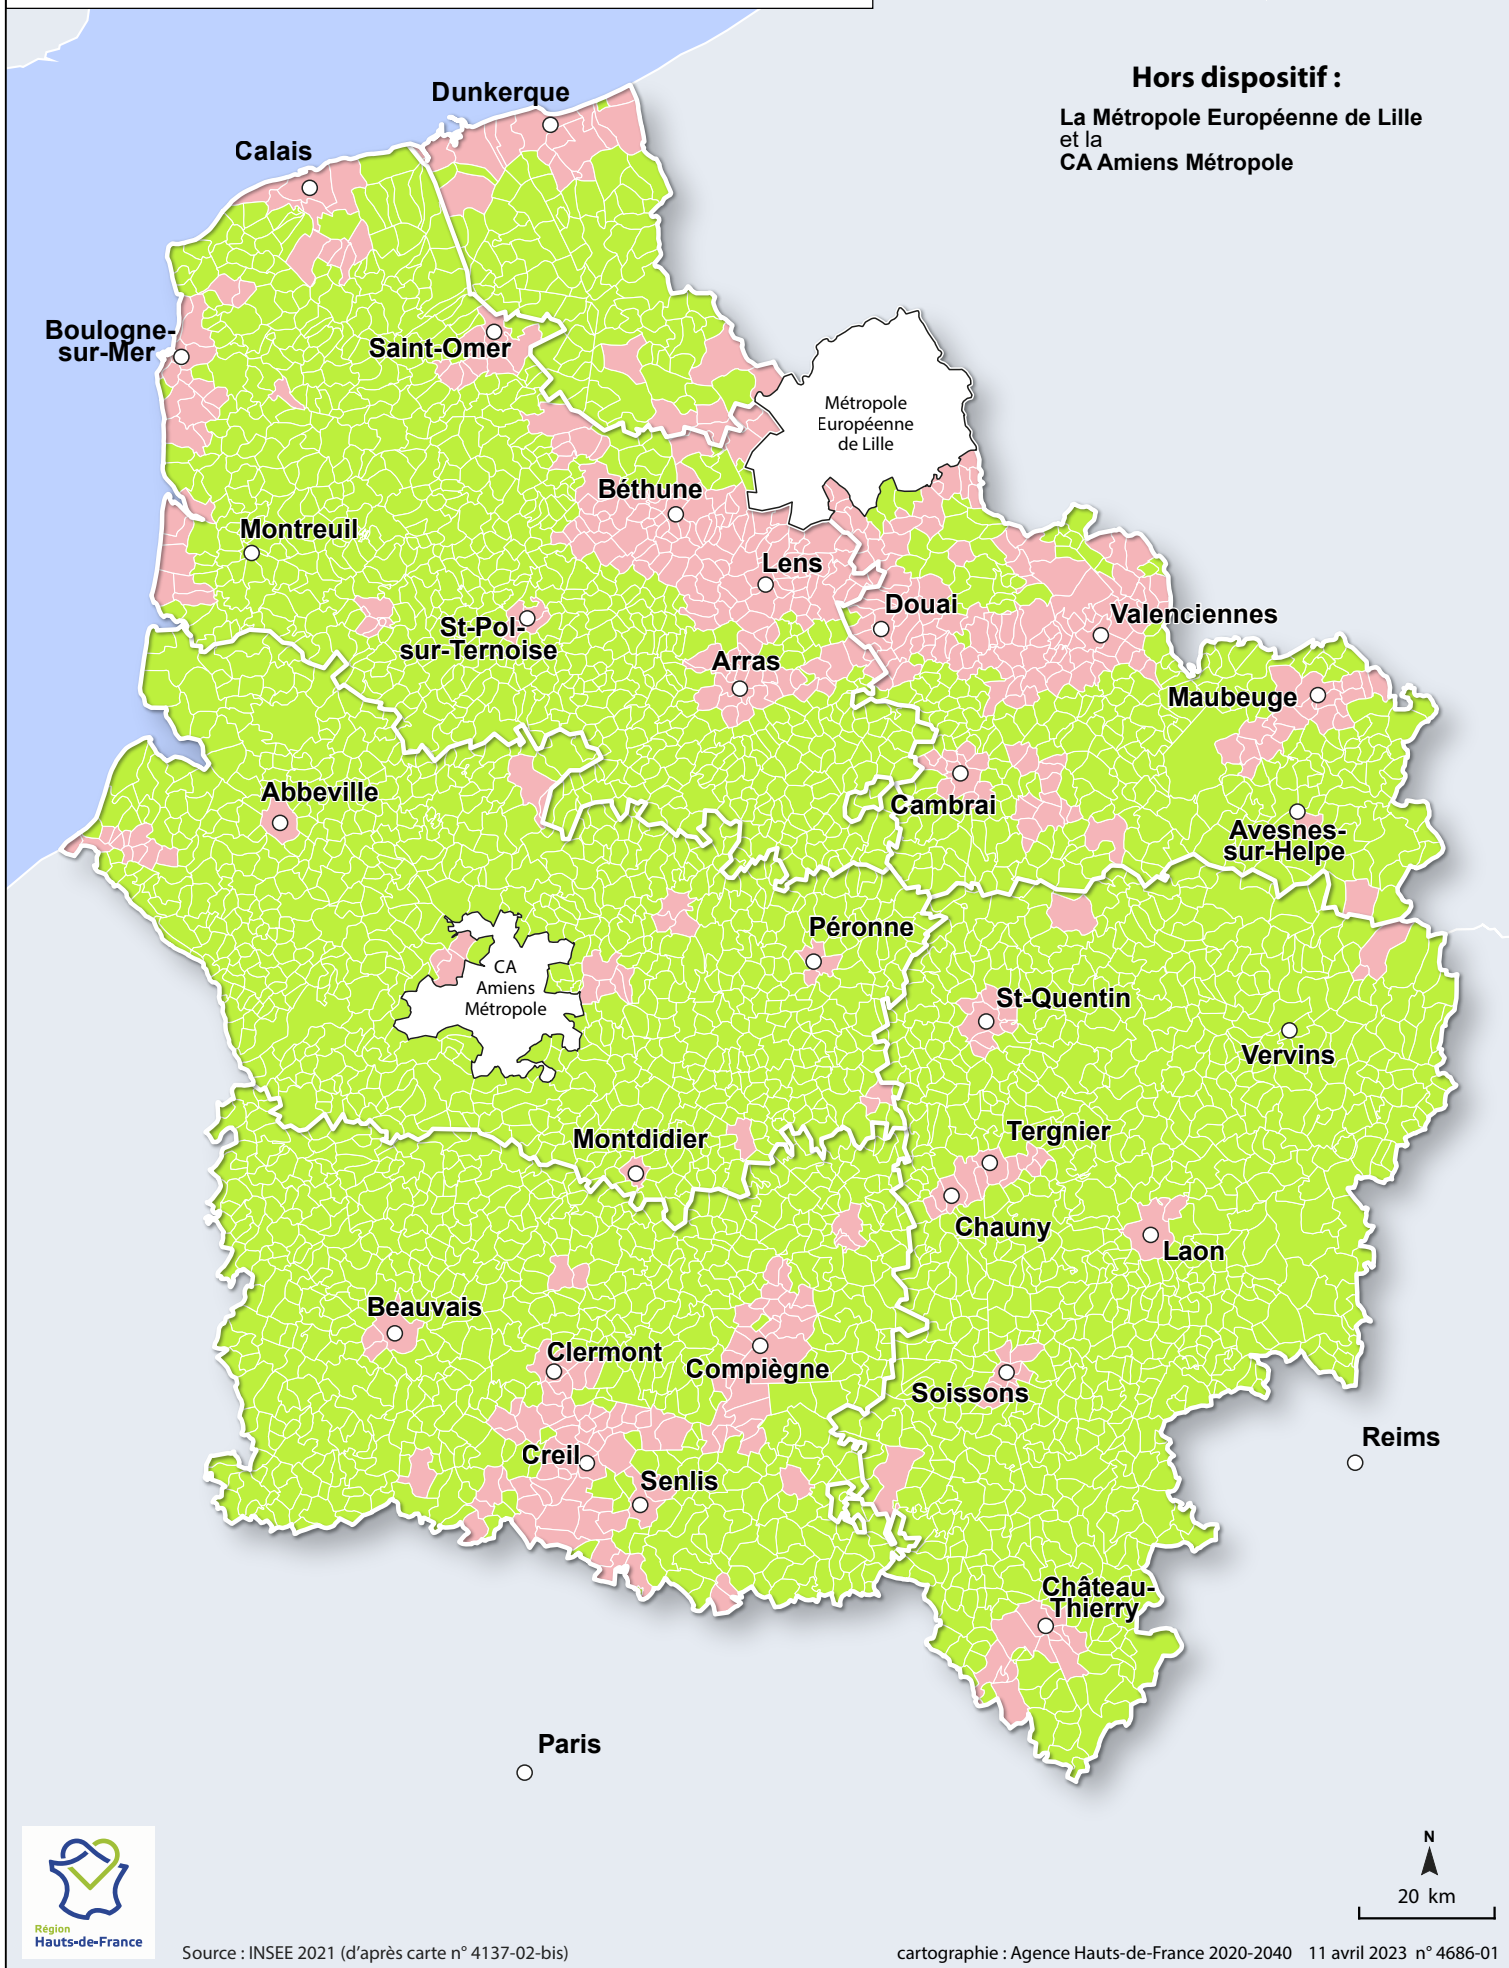 Hors dispositif :
La Métropole Européenne de Lille
et la
CA Amiens Métropole
Dunkerque
Calais
Boulogne-
sur-Mer
Saint-Omer
Métropole
Européenne
de Lille
Béthune
Montreuil
Lens
Douai
Valenciennes
St-Pol-
sur-Ternoise
Arras
Maubeuge
Abbeville
Cambrai
Avesnes-
sur-Helpe
Péronne
CA
Amiens
Métropole
St-Quentin
Vervins
Montdidier
Tergnier
Chauny
Laon
Beauvais
Clermont
Compiègne
Soissons
Creil
Senlis
Reims
Château-
Thierry
Paris
N
20 km
Région
Hauts-de-France
Source : INSEE 2021 (d'après carte n° 4137-02-bis)
cartographie : Agence Hauts-de-France 2020-2040 11 avril 2023 n° 4686-01